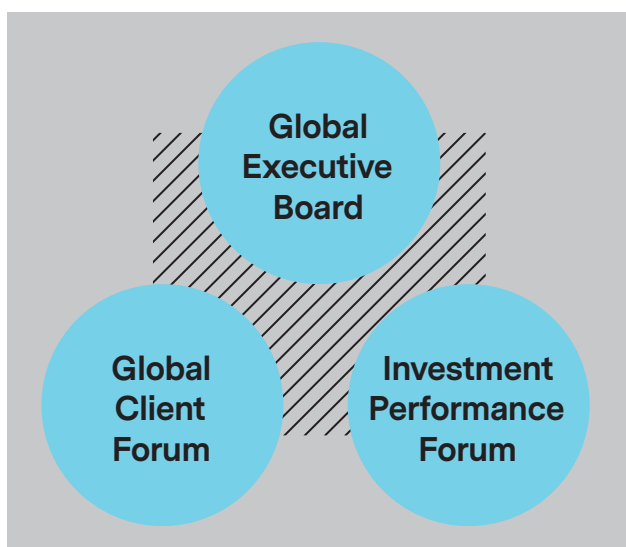 Global
Executive
Board
Global
Client
Forum
Investment
Performance
Forum